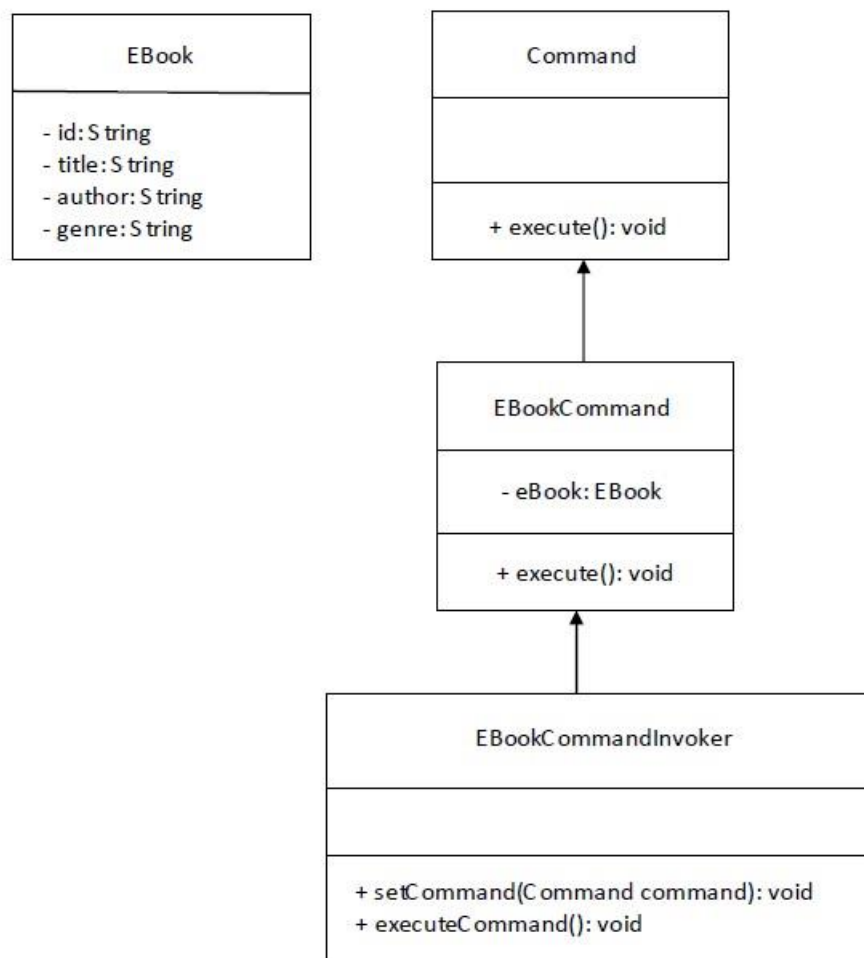 EBook
- id: String
- title: String
- author: String
- genre: String
Command
+ execute(): void
EBookCommand
- eBook: EBook
+ execute(): void
EBookCommandInvoker
+ setCommand(Command command): void
+ executeCommand(): void